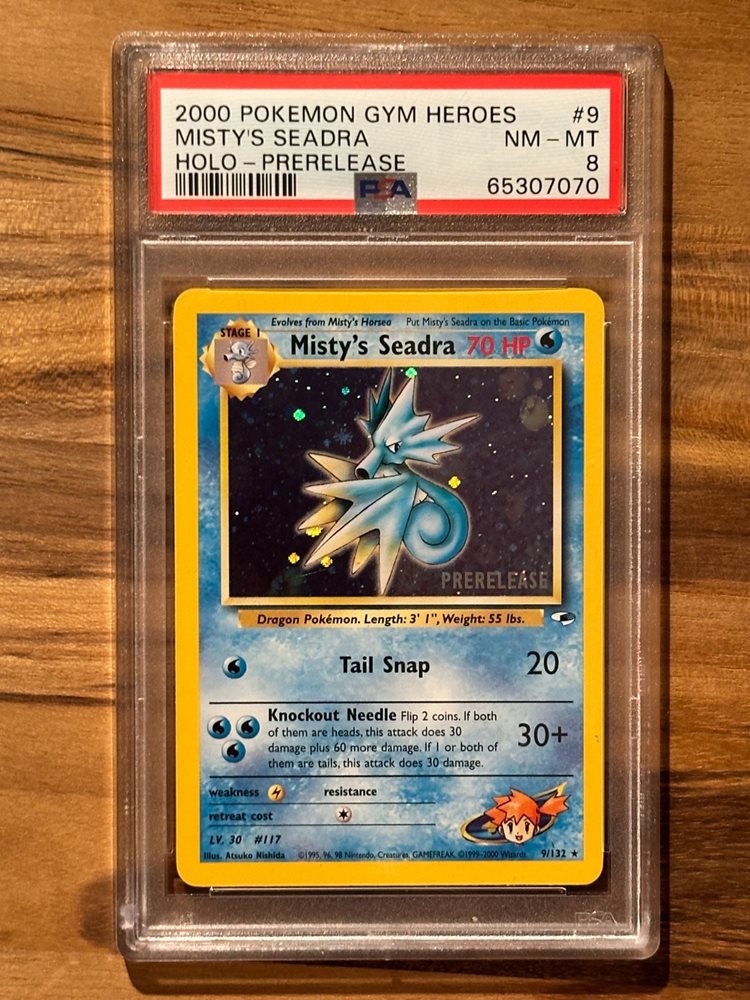 2000 POKEMON GYM HEROES #9
MISTY'S SEADRA NM - MT
HOLO - PRERELEASE 8
PSA 65307070
Evolves from Misty's Horsea Put Misty's Seadra on the Basic Pokémon
STAGE 1
Misty's Seadra 70 HP
PRERELEASE
Dragon Pokémon. Length: 3' 1", Weight: 55 lbs.
Tail Snap 20
Knockout Needle Flip 2 coins. If both
of them are heads, this attack does 30
damage plus 60 more damage. If 1 or both of
them are tails, this attack does 30 damage.
30+
weakness resistance
retreat cost
LV. 30 #117
Illus. Atsuko Nishida ©1995, 96, 98 Nintendo, Creatures, GAMEFREAK. ©1999-2000 Wizards. 9/132 ★
PSA